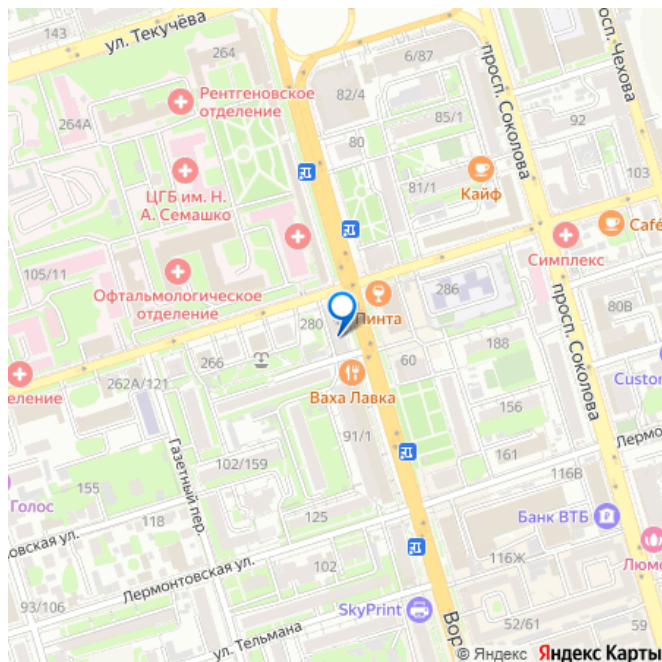 143
ул. Текучёва
264
6/87
просп. Соколова
просп. Чехова
Рентгеновское
отделение
82/4
264А
85/1
92
80
ЦГБ им. Н.
А. Семашко
81/1
Кайф
103
Café
Симплекс
105/11
Офтальмологическое
отделение
286
280
Пинта
80В
просп. Соколова
266
60
188
262А/121
Ваха Лавка
Custom
156
Газетный пер.
91/1
Лермо
102/159
161
116В
155
Голос
118
125
Банк ВТБ
овская ул.
Лермонтовская ул.
102
116Ж
Люмо
93/106
SkyPrint
Вор
52/61
59
ул. Тельмана
© Яндекс Яндекс Карты